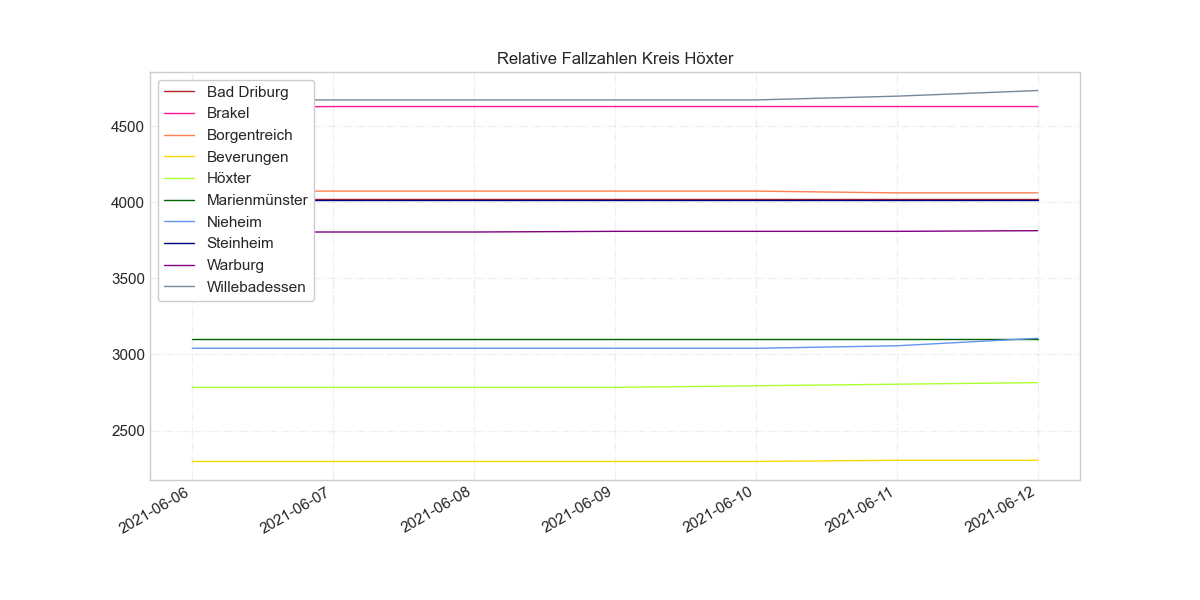 Relative Fallzahlen Kreis Höxter
Bad Driburg
Brakel
Borgentreich
Beverungen
Höxter
Marienmünster
Nieheim
Steinheim
Warburg
Willebadessen
4500
4000
3500
3000
2500
2021-06-06
2021-06-07
2021-06-08
2021-06-09
2021-06-10
2021-06-11
2021-06-12